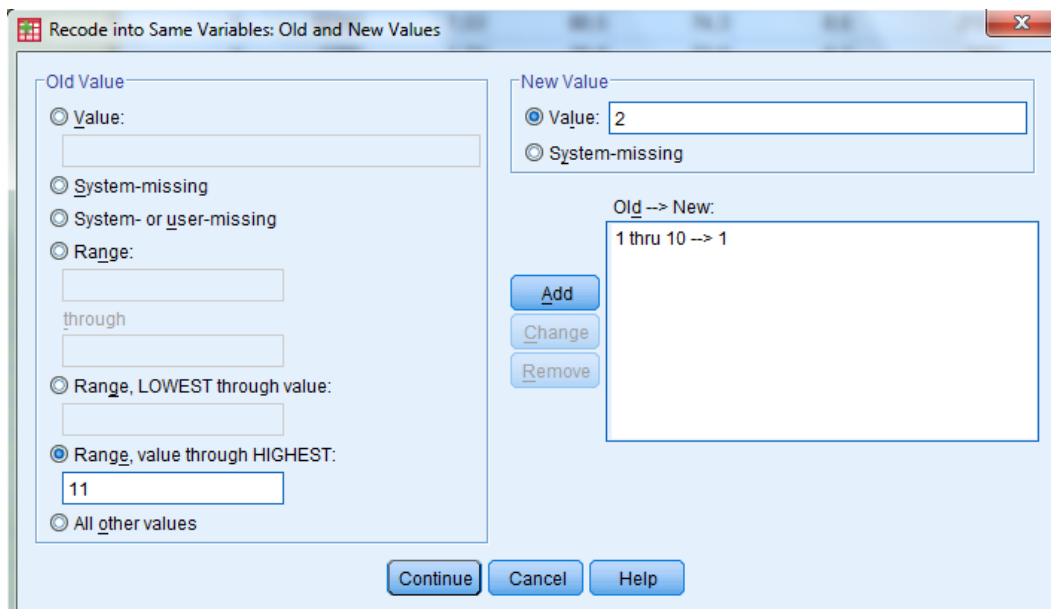 Recode into Same Variables: Old and New Values
Old Value
Value:
System-missing
System- or user-missing
Range:
through
Range, LOWEST through value:
Range, value through HIGHEST:
11
All other values
New Value
Value: 2
System-missing
Old --> New:
1 thru 10 --> 1
Add
Change
Remove
Continue Cancel Help